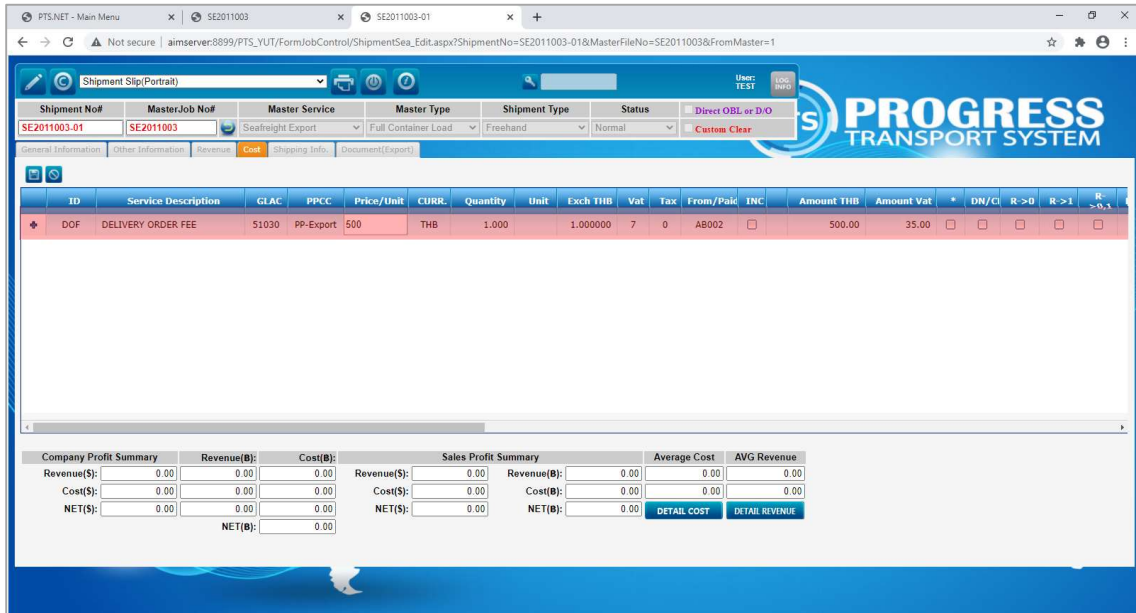 PTS.NET - Main Menu
SE2011003
SE2011003-01
Not secure | aimserver:8899/PTS_YUT/FormJobControl/ShipmentSea_Edit.aspx?ShipmentNo=SE2011003-01&MasterFileNo=SE2011003&FromMaster=1
Shipment Slip(Portrait) User: TEST LOG INFO
Shipment No# MasterJob No# Master Service Master Type Shipment Type Status Direct OBL or D/O
SE2011003-01 SE2011003 Seafreight Export Full Container Load Freehand Normal Custom Clear
PROGRESS
TRANSPORT SYSTEM
General Information Other Information Revenue Cost Shipping Info. Document(Export)
ID Service Description GLAC PPCC Price/Unit CURR. Quantity Unit Exch THB Vat Tax From/Paid INC Amount THB Amount Vat * DN/Cl R->0 R->1 R->0,1
DOF DELIVERY ORDER FEE 51030 PP-Export 500 THB 1.000 1.000000 7 0 AB002 500.00 35.00
Company Profit Summary Revenue(B): Cost(B): Sales Profit Summary Average Cost AVG Revenue
Revenue($): 0.00 0.00 0.00 Revenue($): 0.00 Revenue(B): 0.00 0.00 0.00
Cost($): 0.00 0.00 0.00 Cost($): 0.00 Cost(B): 0.00 0.00 0.00
NET($): 0.00 0.00 0.00 NET($): 0.00 NET(B): 0.00 DETAIL COST DETAIL REVENUE
NET(B): 0.00